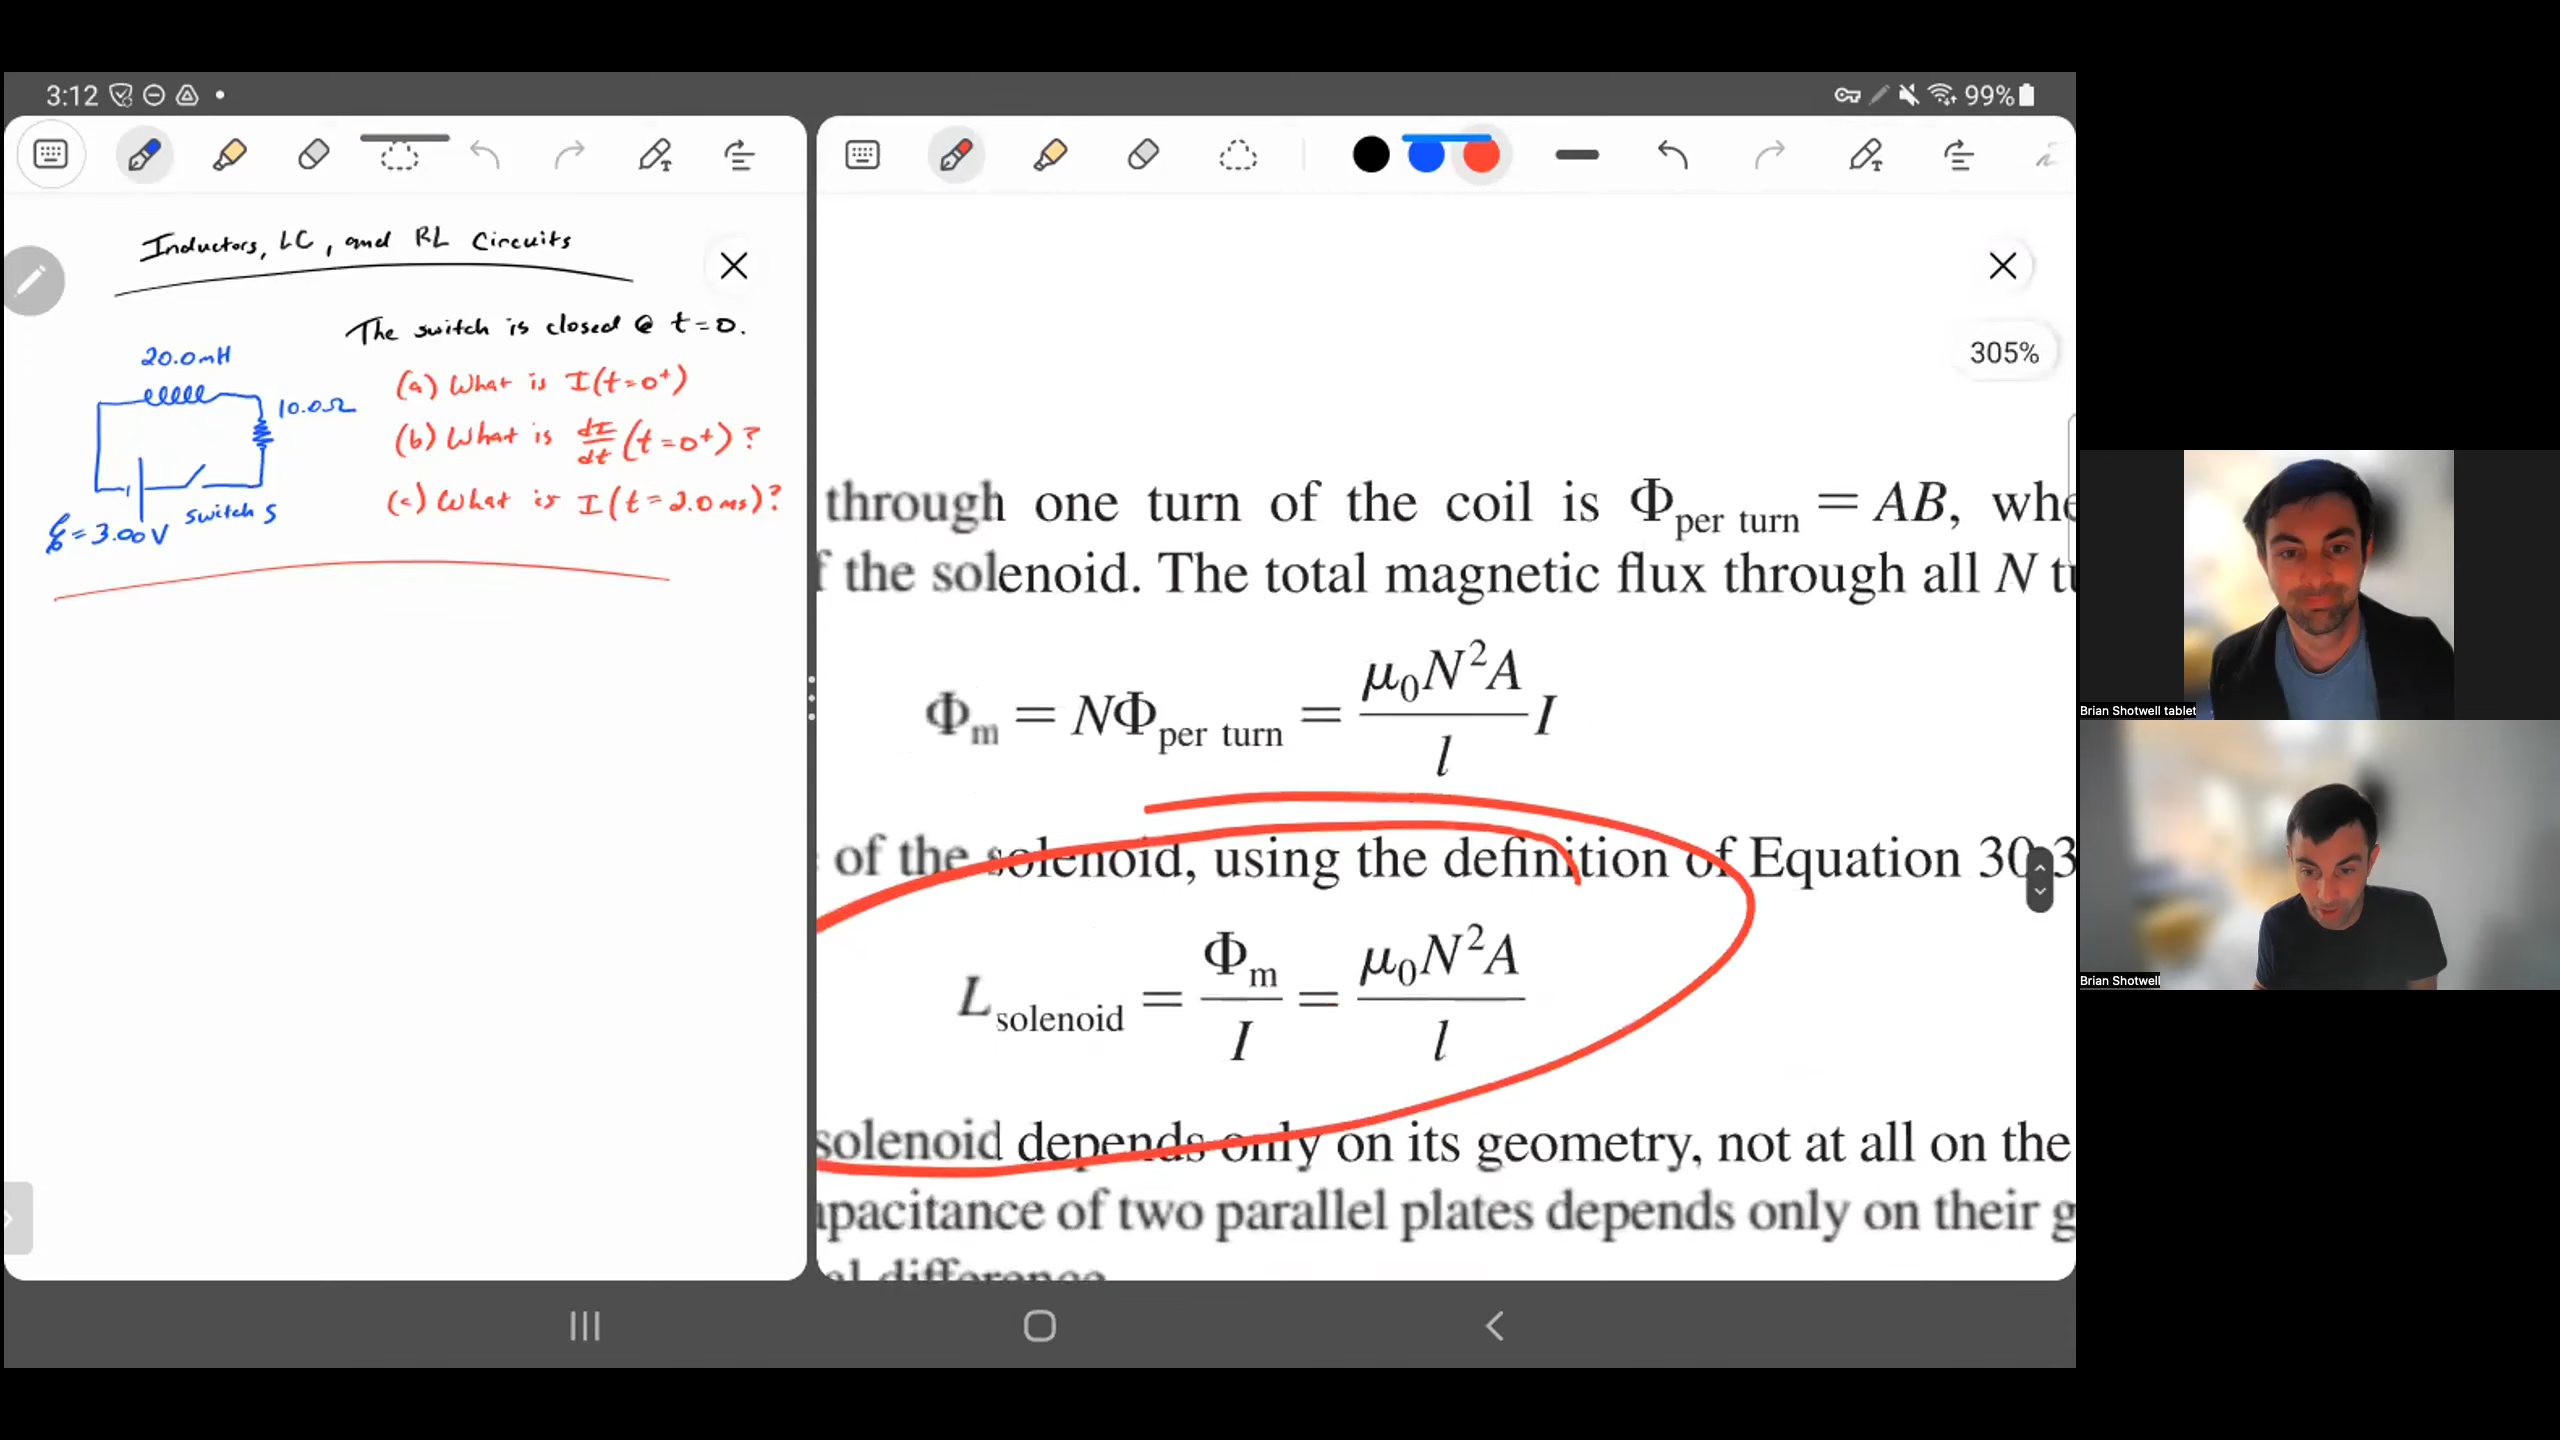 3:12
99%
Inductors, LC, and RL Circuits
The switch is closed @ t=0.
20.0mH
10.0Ω
(a) What is I(t=0⁺)
(b) What is dI/dt (t=0⁺)?
(c) What is I(t=2.0ms)?
switch S
ℰ=3.00V
305%
through one turn of the coil is Φper turn = AB, whe
the solenoid. The total magnetic flux through all N t
Φm = NΦper turn = μ0N²A/l I
of the solenoid, using the definition of Equation 30.3
Lsolenoid = Φm/I = μ0N²A/l
solenoid depends only on its geometry, not at all on the
apacitance of two parallel plates depends only on their g
al difference
Brian Shotwell tablet
Brian Shotwell